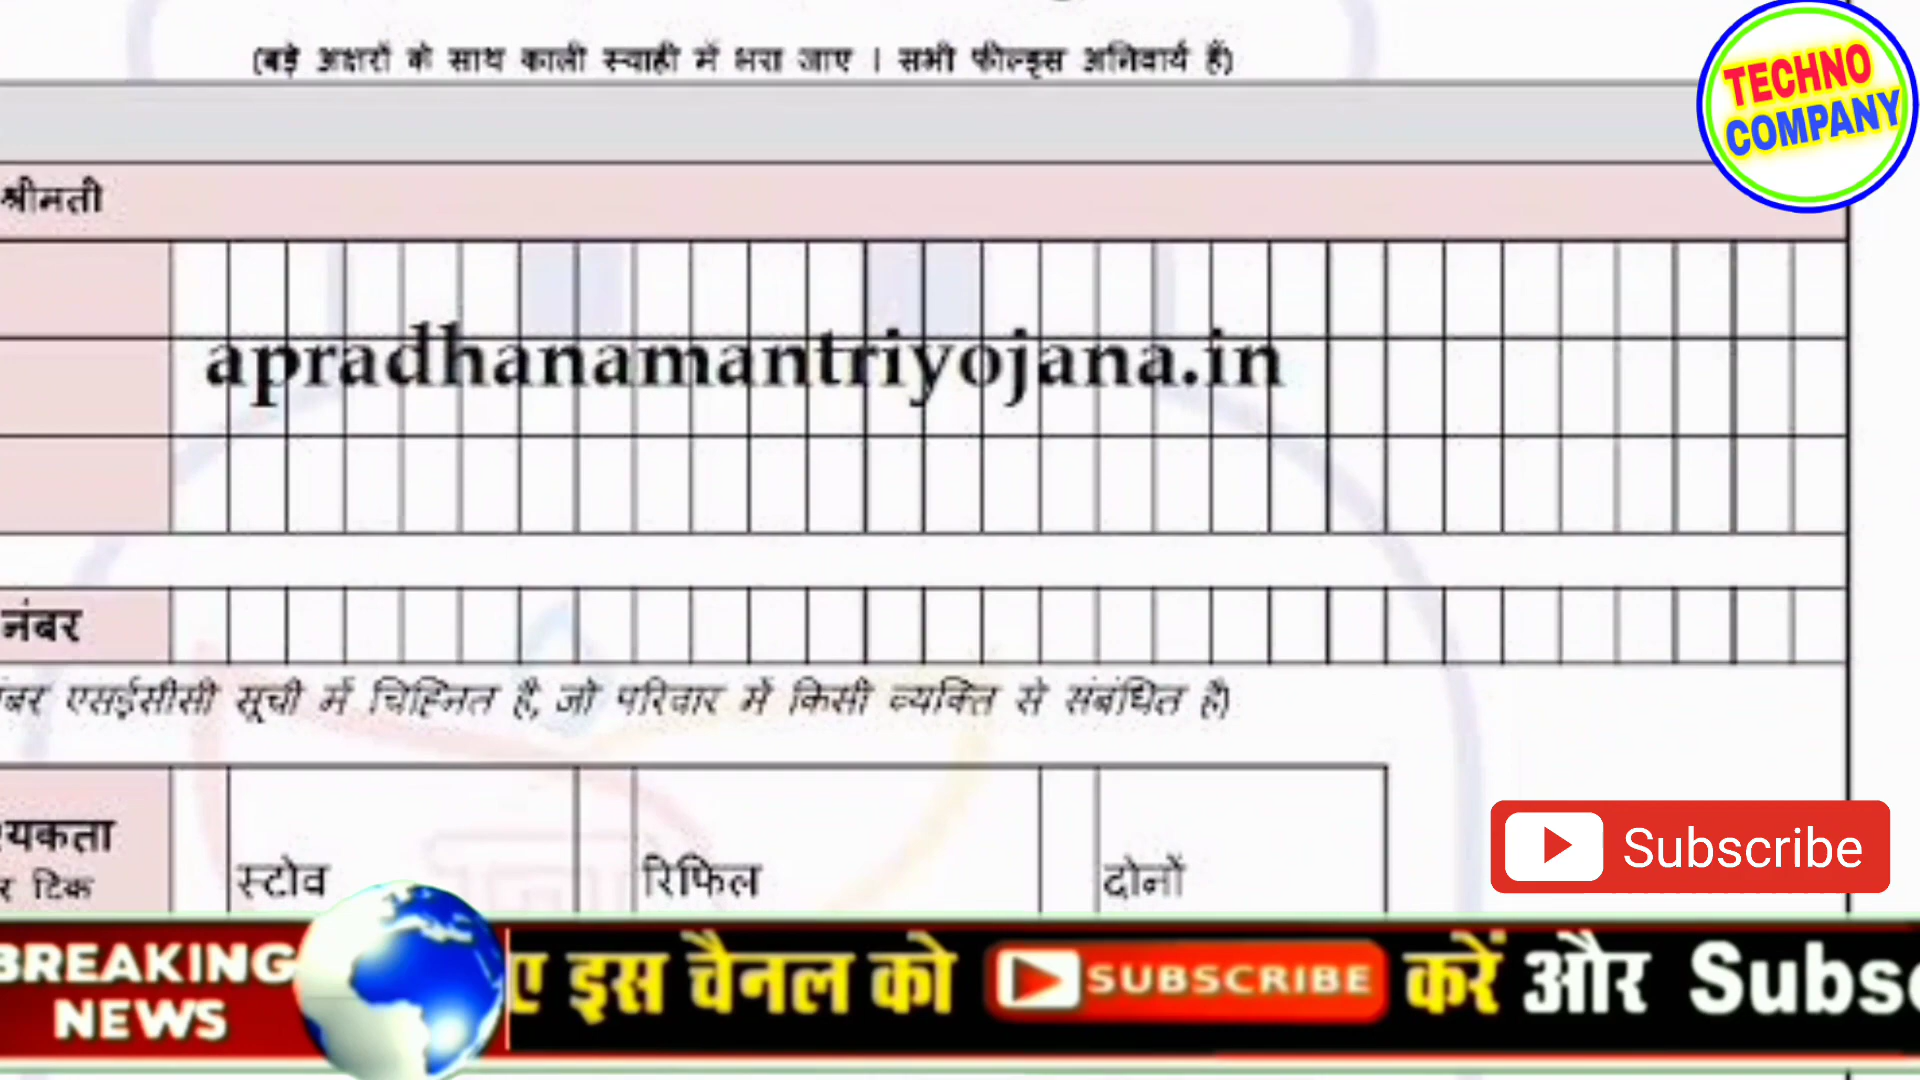 (बड़े अक्षरों के साथ काली स्याही में भरा जाए । सभी फील्ड्स अनिवार्य हैं)
TECHNO
COMPANY
श्रीमती
apradhanamantriyojana.in
नंबर
एसईसीसी सूची में चिह्नित है, जो परिवार में किसी व्यक्ति से संबंधित है)
यकता
र टिक
स्टोव
रिफिल
दोनों
Subscribe
BREAKING
NEWS
ए इस चैनल को SUBSCRIBE करें और Subs